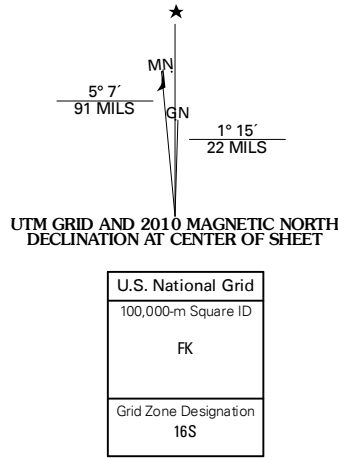 MN
5° 7´
91 MILS
GN
1° 15´
22 MILS
UTM GRID AND 2010 MAGNETIC NORTH
DECLINATION AT CENTER OF SHEET
U.S. National Grid
100,000-m Square ID
FK
Grid Zone Designation
16S